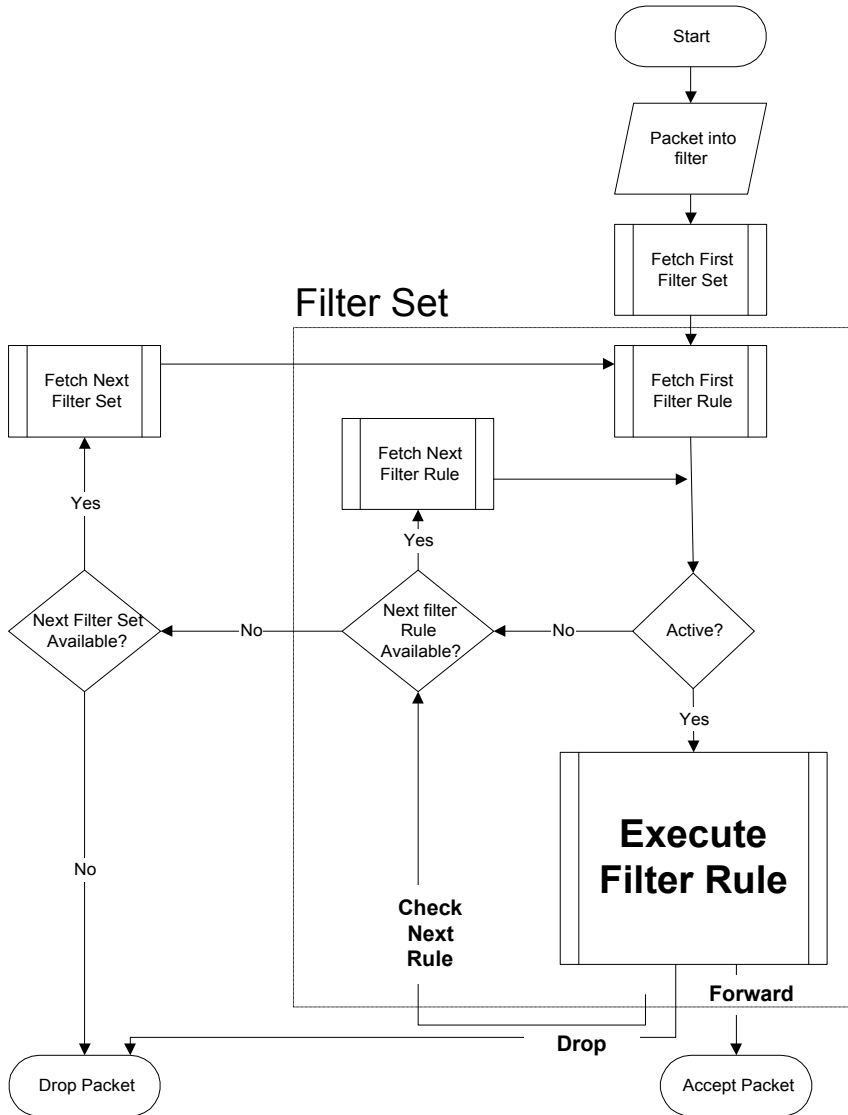 Start
Packet into
filter
Fetch First
Filter Set
Filter Set
Fetch Next
Filter Set
Fetch First
Filter Rule
Fetch Next
Filter Rule
Yes
Yes
Next Filter Set
Available?
No
Next filter
Rule
Available?
No
Active?
Yes
Execute
Filter Rule
No
Check
Next
Rule
Forward
Drop
Drop Packet
Accept Packet